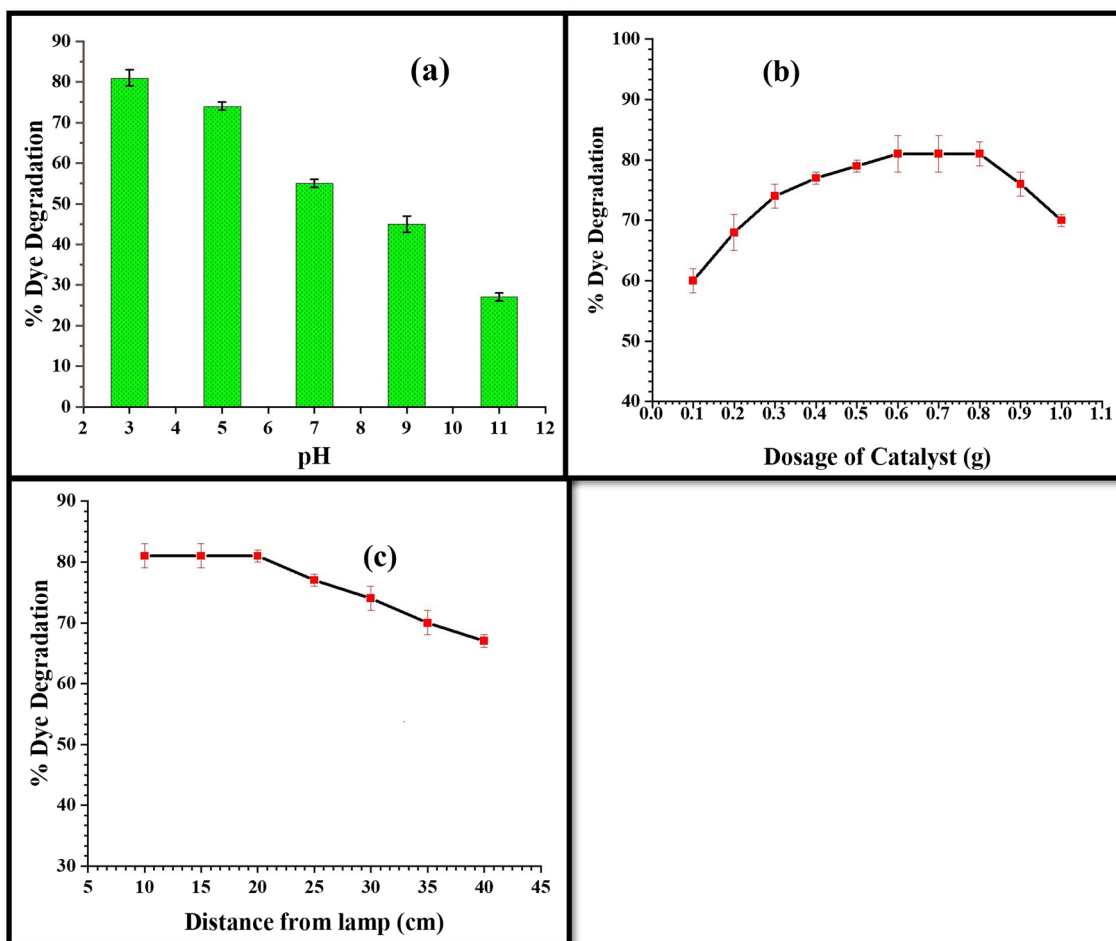 (a)
% Dye Degradation
90
80
70
60
50
40
30
20
10
0
2 3 4 5 6 7 8 9 10 11 12
pH
(b)
% Dye Degradation
100
90
80
70
60
50
40
0.0 0.1 0.2 0.3 0.4 0.5 0.6 0.7 0.8 0.9 1.0 1.1
Dosage of Catalyst (g)
(c)
% Dye Degradation
90
80
70
60
50
40
30
5 10 15 20 25 30 35 40 45
Distance from lamp (cm)